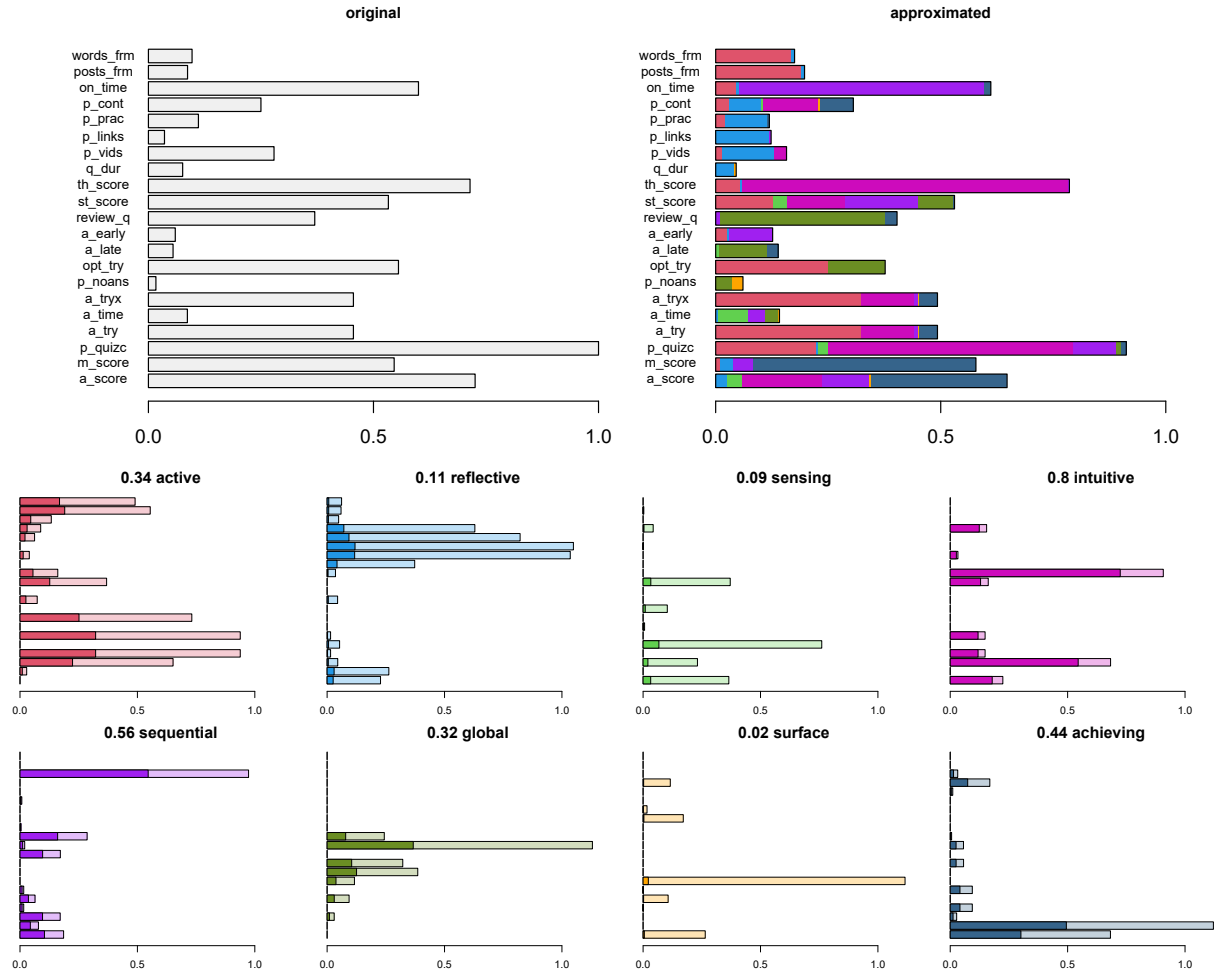 original
approximated
words_frm
posts_frm
on_time
p_cont
p_prac
p_links
p_vids
q_dur
th_score
st_score
review_q
a_early
a_late
opt_try
p_noans
a_tryx
a_time
a_try
p_quizc
m_score
a_score
0.0 0.5 1.0
words_frm
posts_frm
on_time
p_cont
p_prac
p_links
p_vids
q_dur
th_score
st_score
review_q
a_early
a_late
opt_try
p_noans
a_tryx
a_time
a_try
p_quizc
m_score
a_score
0.0 0.5 1.0
0.34 active
0.0 0.5 1.0
0.11 reflective
0.0 0.5 1.0
0.09 sensing
0.0 0.5 1.0
0.8 intuitive
0.0 0.5 1.0
0.56 sequential
0.0 0.5 1.0
0.32 global
0.0 0.5 1.0
0.02 surface
0.0 0.5 1.0
0.44 achieving
0.0 0.5 1.0